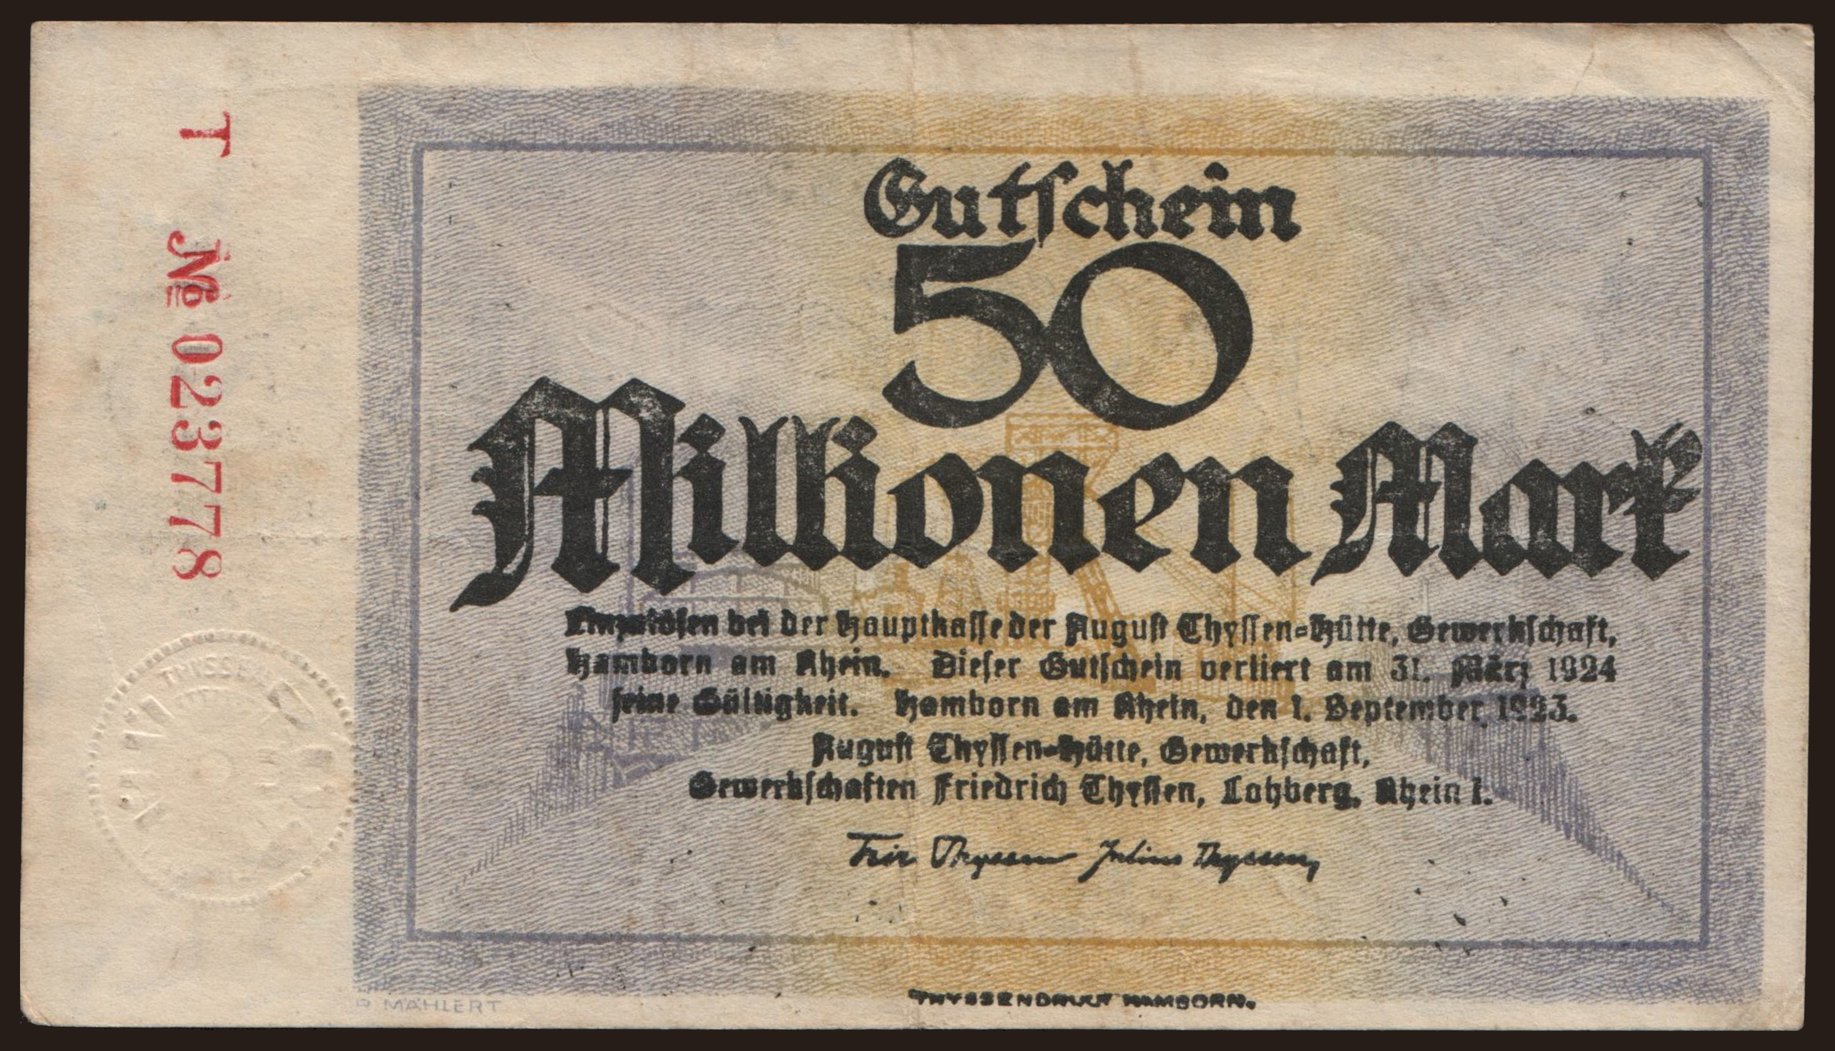 T № 023778
Gutschein
50
Millionen Mark
Einzulösen bei der Hauptkasse der August Thyssen-Hütte, Gewerkschaft,
Hamborn am Rhein. Dieser Gutschein verliert am 31. März 1924
seine Gültigkeit. Hamborn am Rhein, den 1. September 1923.
August Thyssen-Hütte, Gewerkschaft,
Gewerkschaften Friedrich Thyssen, Lohberg, Rhein I.
Fritz Thyssen Julius Thyssen
THYSSEN
MÄHLERT
THYSSENDRUCK HAMBORN.